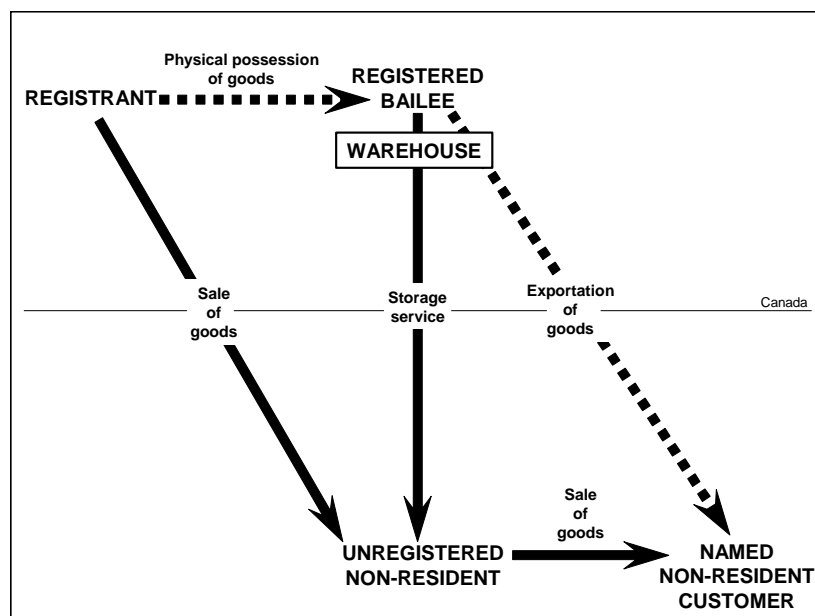 Physical possession
of goods
REGISTRANT
REGISTERED
BAILEE
WAREHOUSE
Sale
of
goods
Storage
service
Exportation
of
goods
Canada
Sale
of
goods
UNREGISTERED
NON-RESIDENT
NAMED
NON-RESIDENT
CUSTOMER